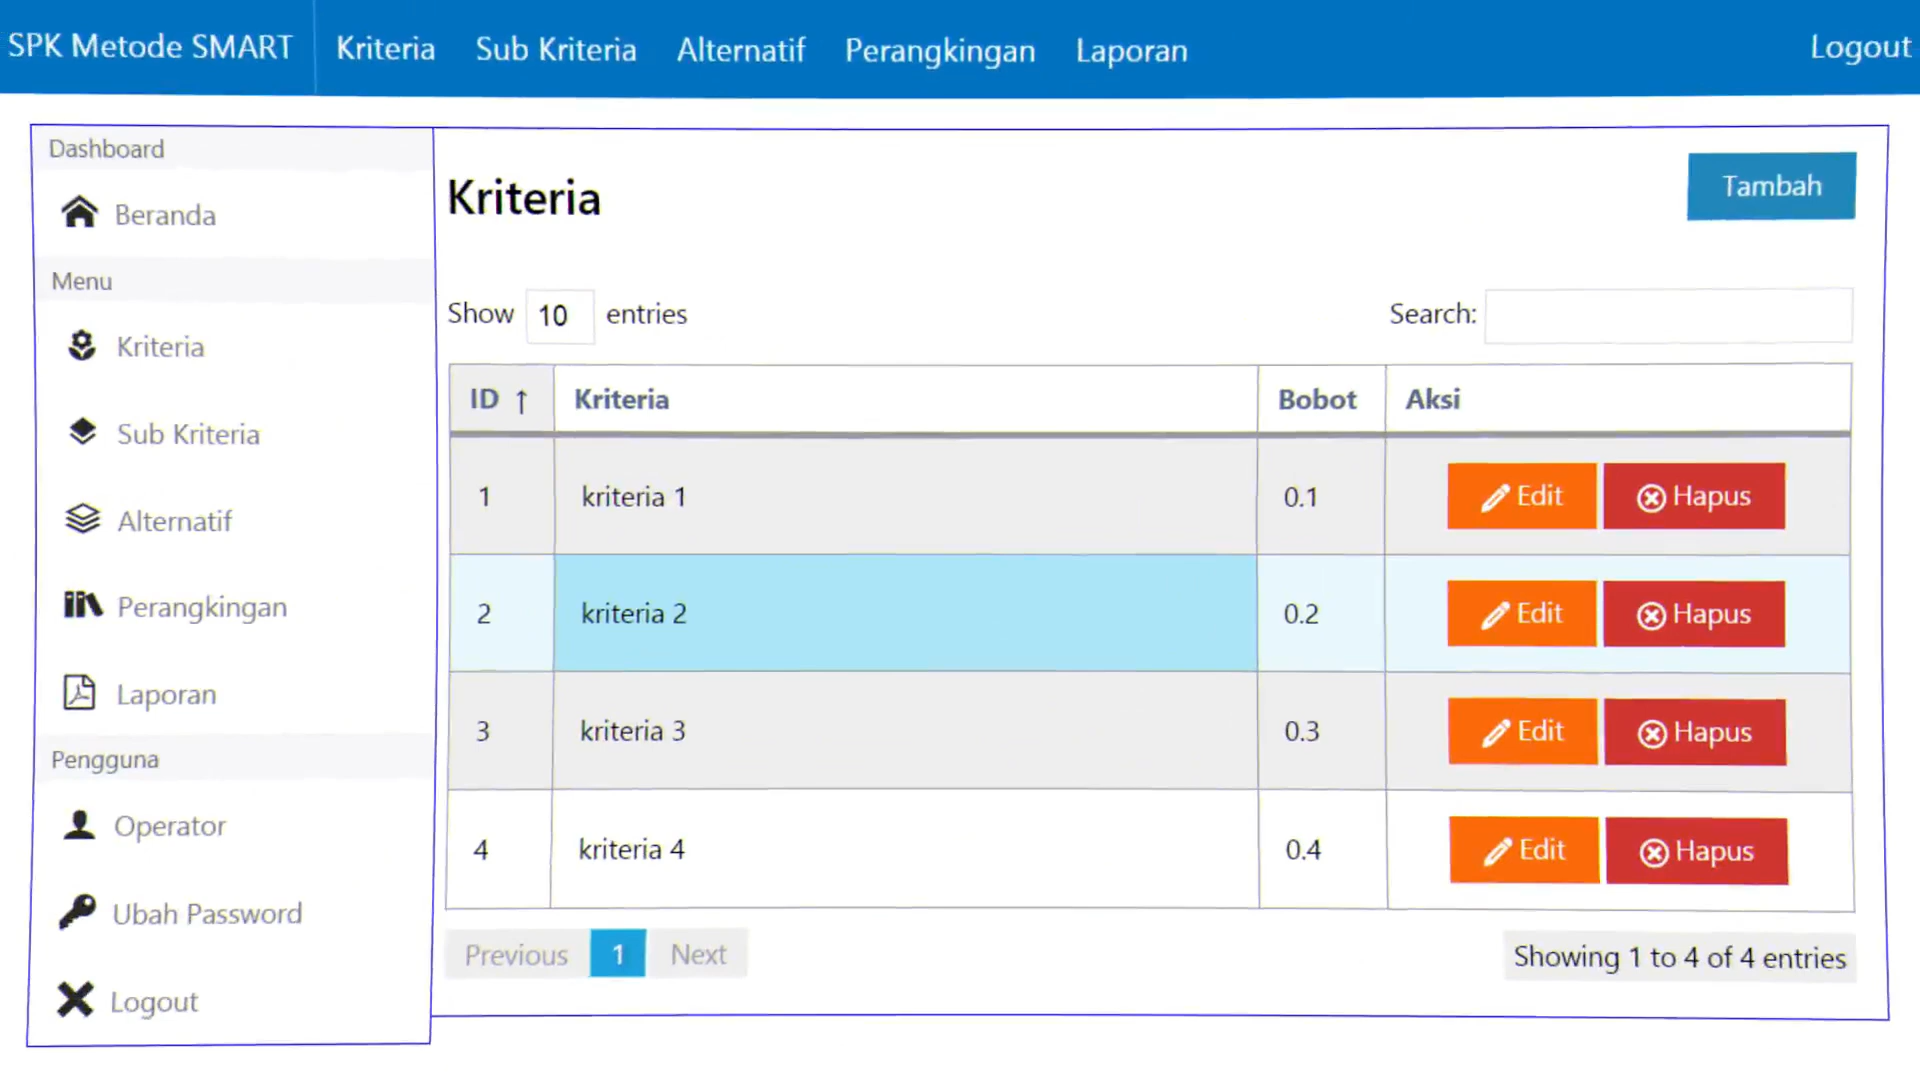 SPK Metode SMART Kriteria Sub Kriteria Alternatif Perangkingan Laporan Logout
Dashboard
Beranda
Menu
Kriteria
Sub Kriteria
Alternatif
Perangkingan
Laporan
Pengguna
Operator
Ubah Password
Logout
Kriteria
Tambah
Show 10 entries
Search:
ID ↑ Kriteria Bobot Aksi
1 kriteria 1 0.1 Edit Hapus
2 kriteria 2 0.2 Edit Hapus
3 kriteria 3 0.3 Edit Hapus
4 kriteria 4 0.4 Edit Hapus
Previous 1 Next
Showing 1 to 4 of 4 entries